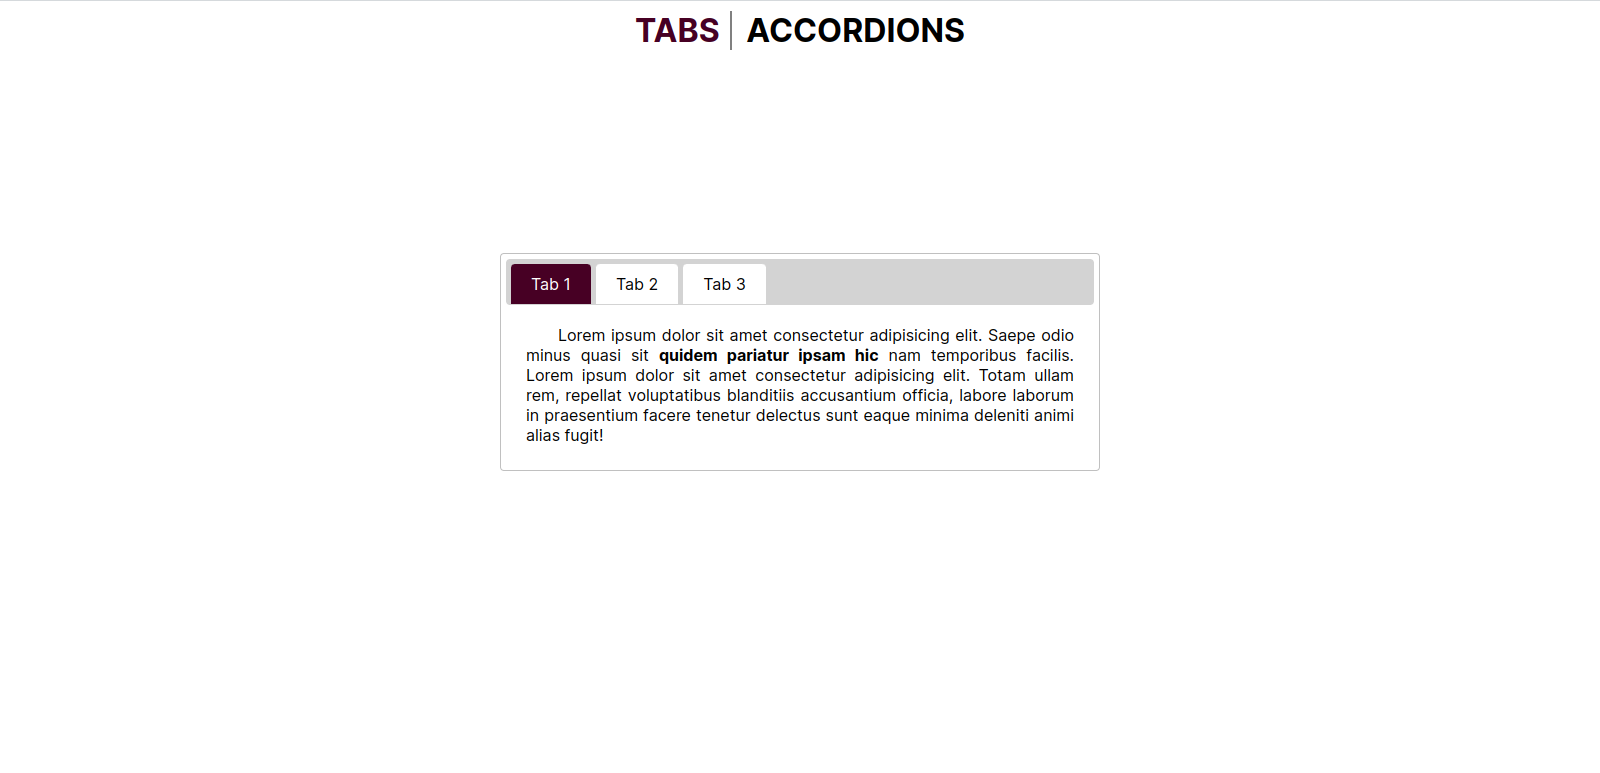 TABS ACCORDIONS
Tab 1 Tab 2 Tab 3
Lorem ipsum dolor sit amet consectetur adipisicing elit. Saepe odio
minus quasi sit quidem pariatur ipsam hic nam temporibus facilis.
Lorem ipsum dolor sit amet consectetur adipisicing elit. Totam ullam
rem, repellat voluptatibus blanditiis accusantium officia, labore laborum
in praesentium facere tenetur delectus sunt eaque minima deleniti animi
alias fugit!